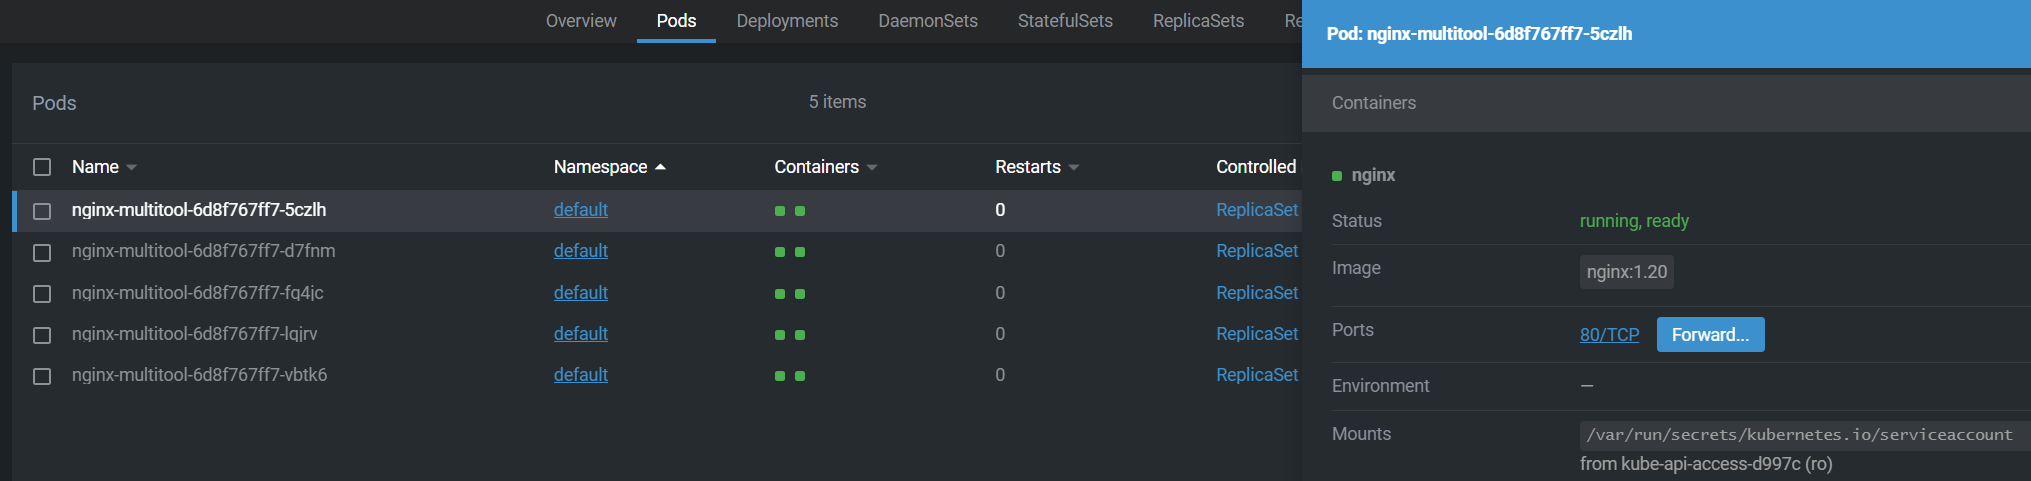 Overview Pods Deployments DaemonSets StatefulSets ReplicaSets Re
Pod: nginx-multitool-6d8f767ff7-5czlh
Pods 5 items
Name Namespace Containers Restarts Controlled
nginx-multitool-6d8f767ff7-5czlh default 0 ReplicaSet
nginx-multitool-6d8f767ff7-d7fnm default 0 ReplicaSet
nginx-multitool-6d8f767ff7-fq4jc default 0 ReplicaSet
nginx-multitool-6d8f767ff7-lqjrv default 0 ReplicaSet
nginx-multitool-6d8f767ff7-vbtk6 default 0 ReplicaSet
Containers
nginx
Status running, ready
Image nginx:1.20
Ports 80/TCP Forward...
Environment —
Mounts /var/run/secrets/kubernetes.io/serviceaccount
from kube-api-access-d997c (ro)